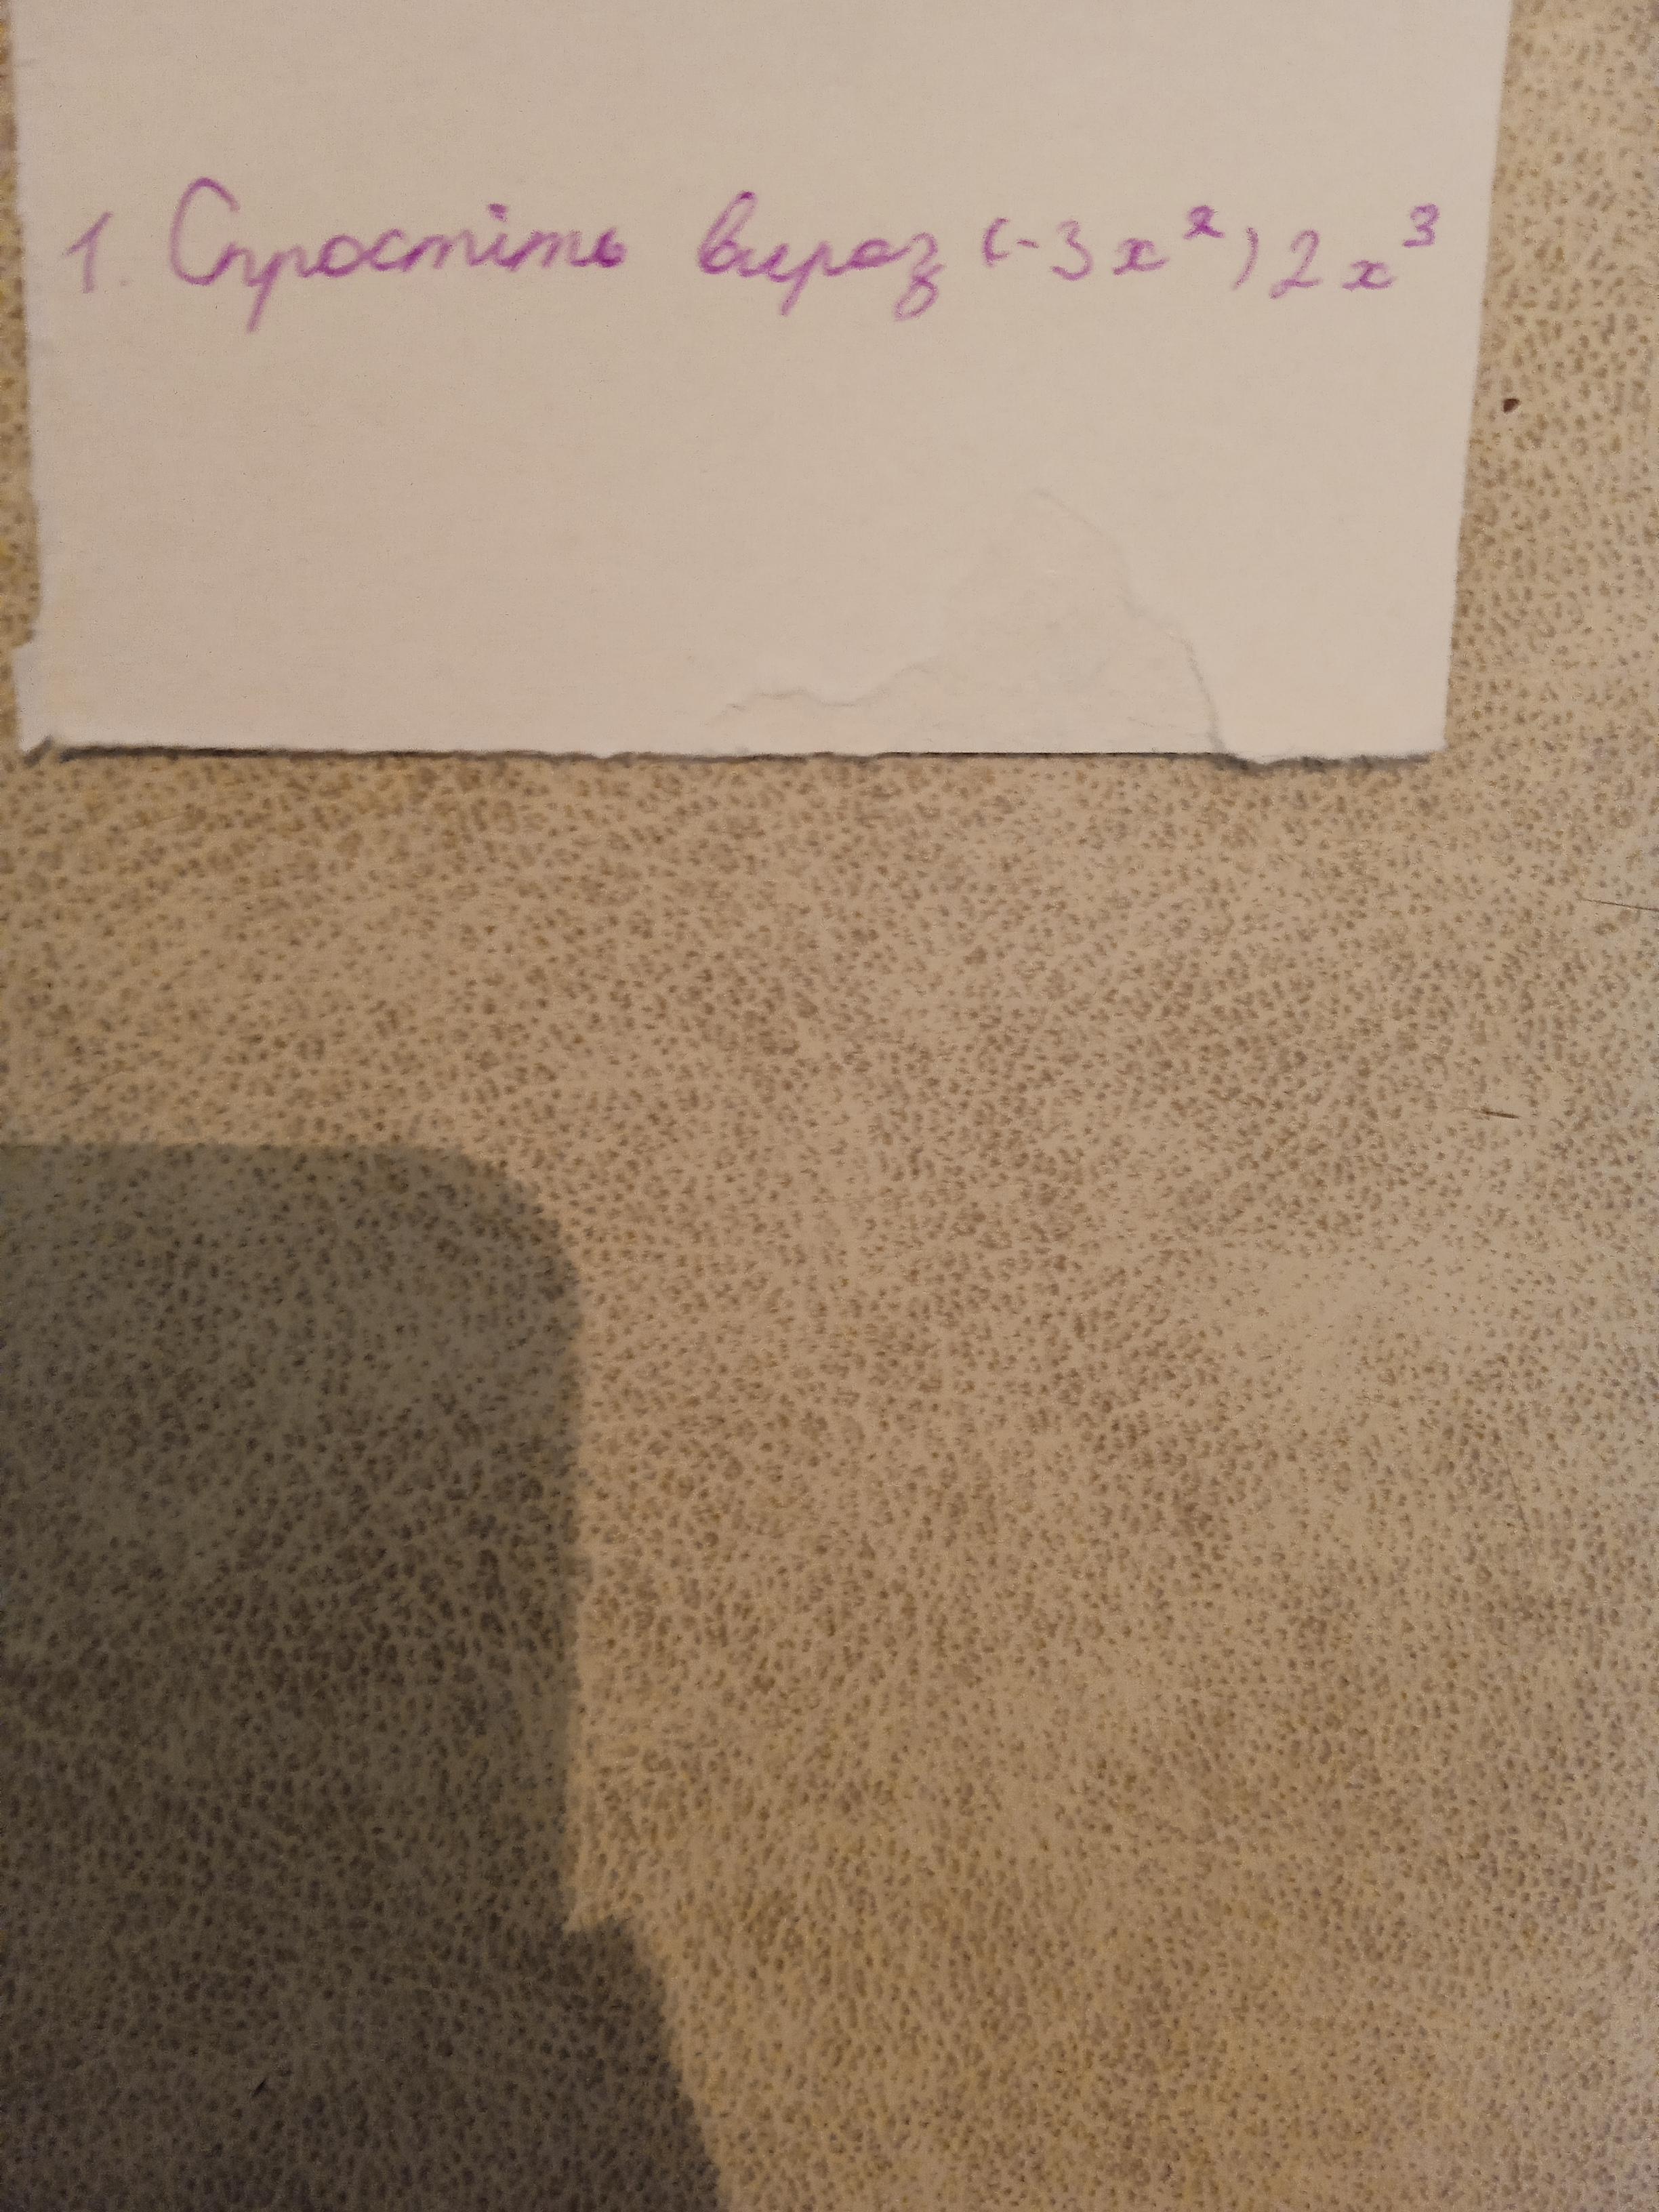 1. Спростіть вираз (-3x²)2x³